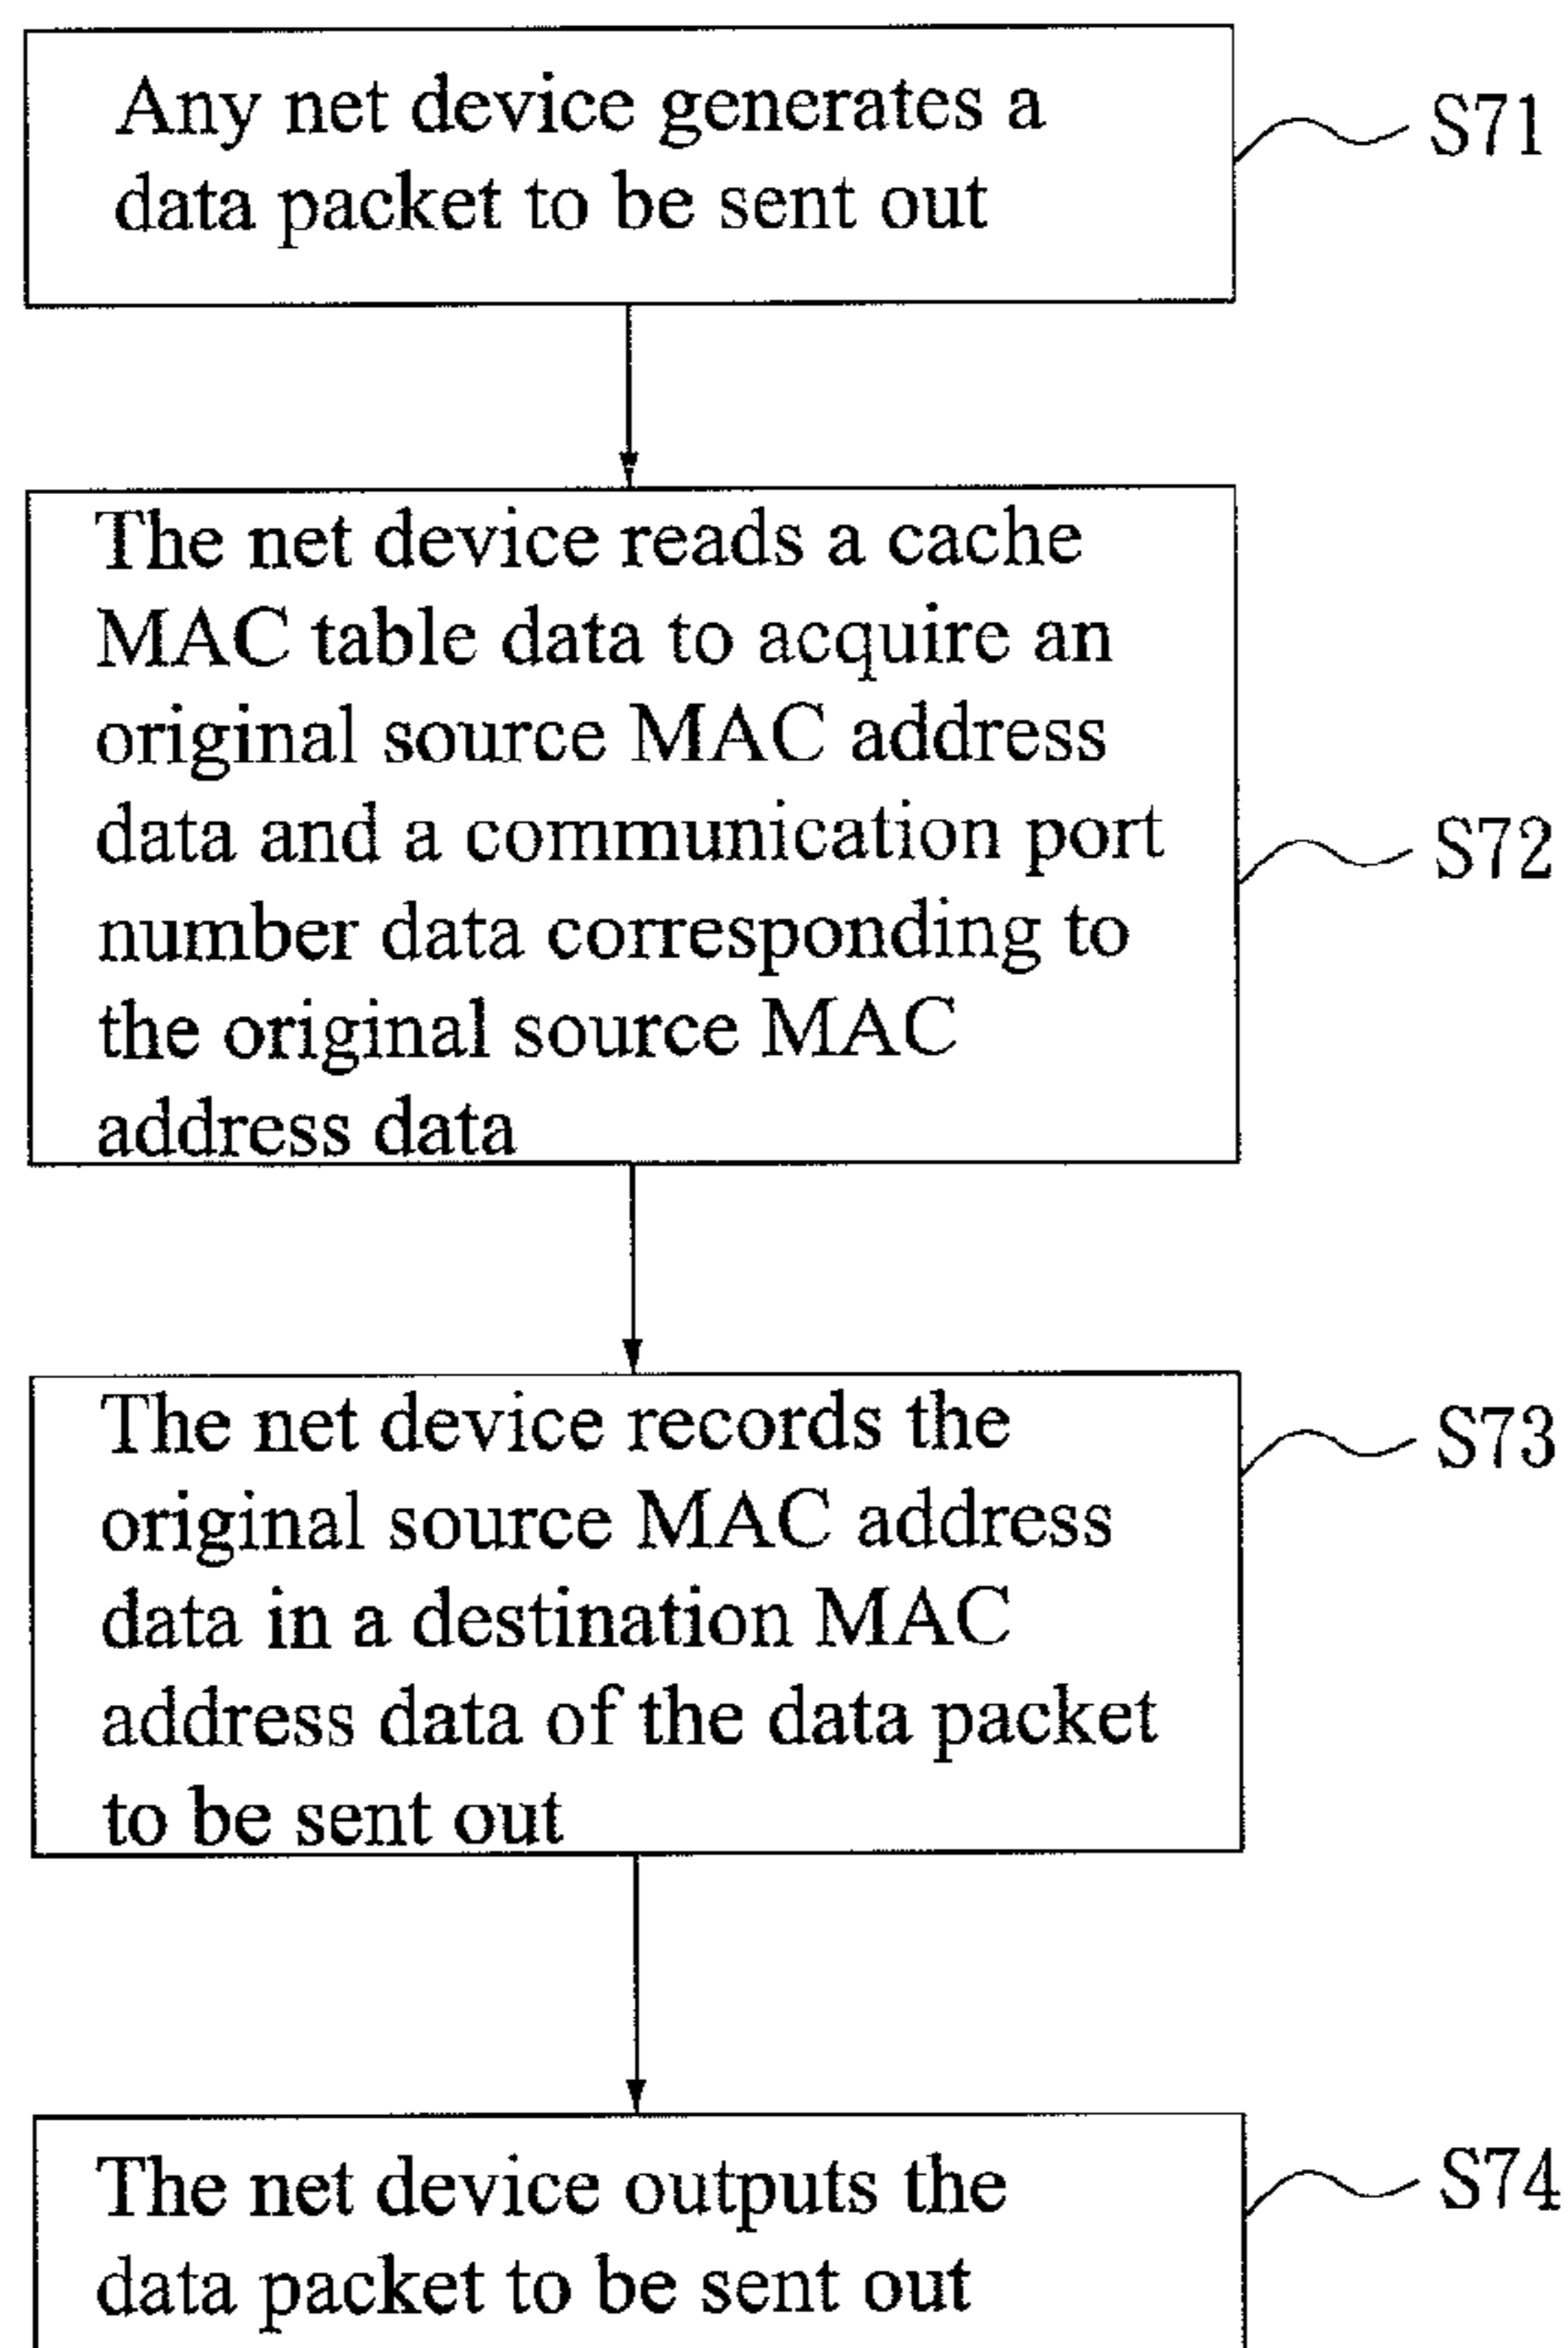 Any net device generates a
data packet to be sent out
S71
The net device reads a cache
MAC table data to acquire an
original source MAC address
data and a communication port
number data corresponding to
the original source MAC
address data
S72
The net device records the
original source MAC address
data in a destination MAC
address data of the data packet
to be sent out
S73
The net device outputs the
data packet to be sent out
S74